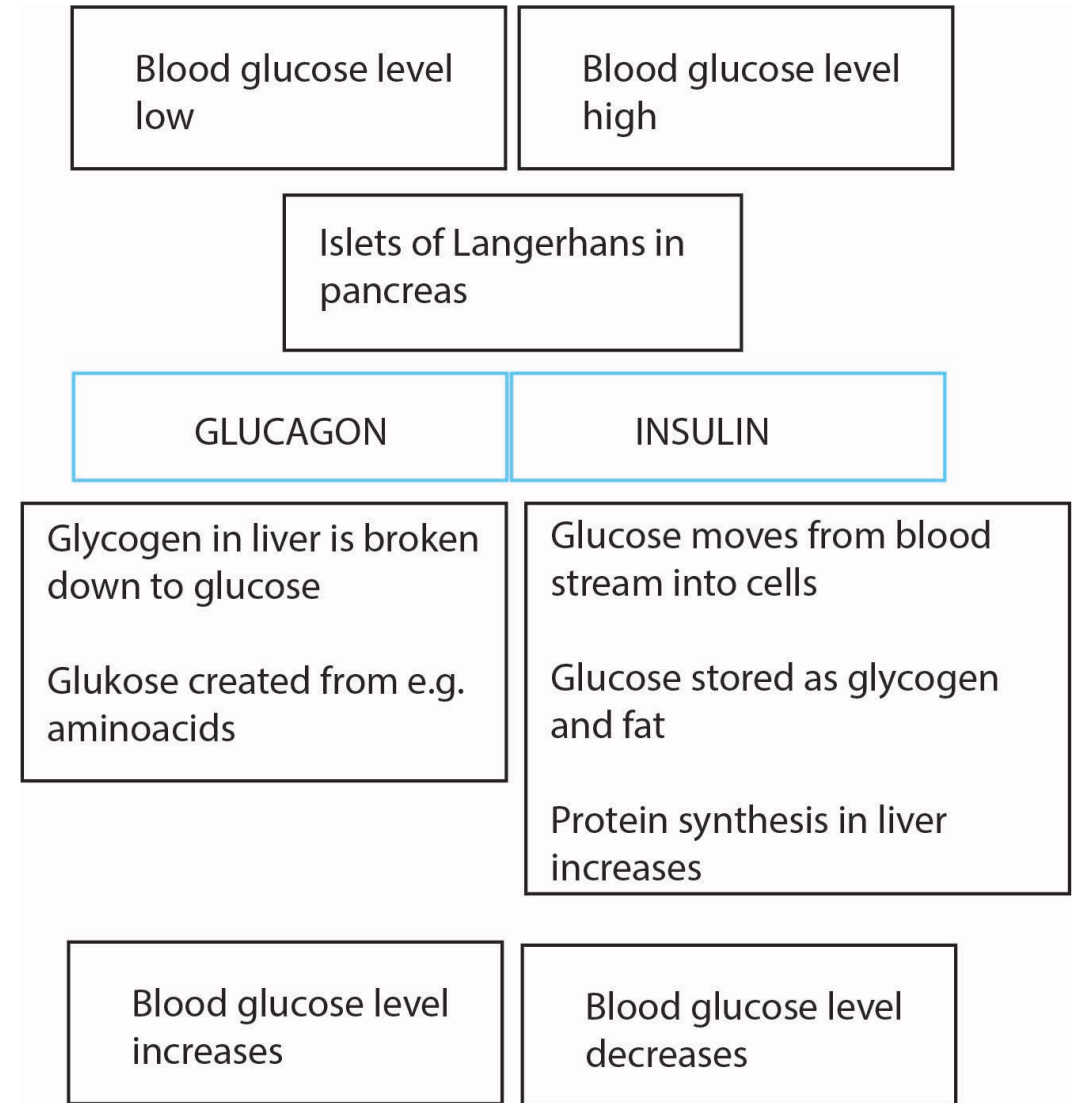 Blood glucose level
low
Blood glucose level
high
Islets of Langerhans in
pancreas
GLUCAGON
INSULIN
Glycogen in liver is broken
down to glucose
Glukose created from e.g.
aminoacids
Glucose moves from blood
stream into cells
Glucose stored as glycogen
and fat
Protein synthesis in liver
increases
Blood glucose level
increases
Blood glucose level
decreases